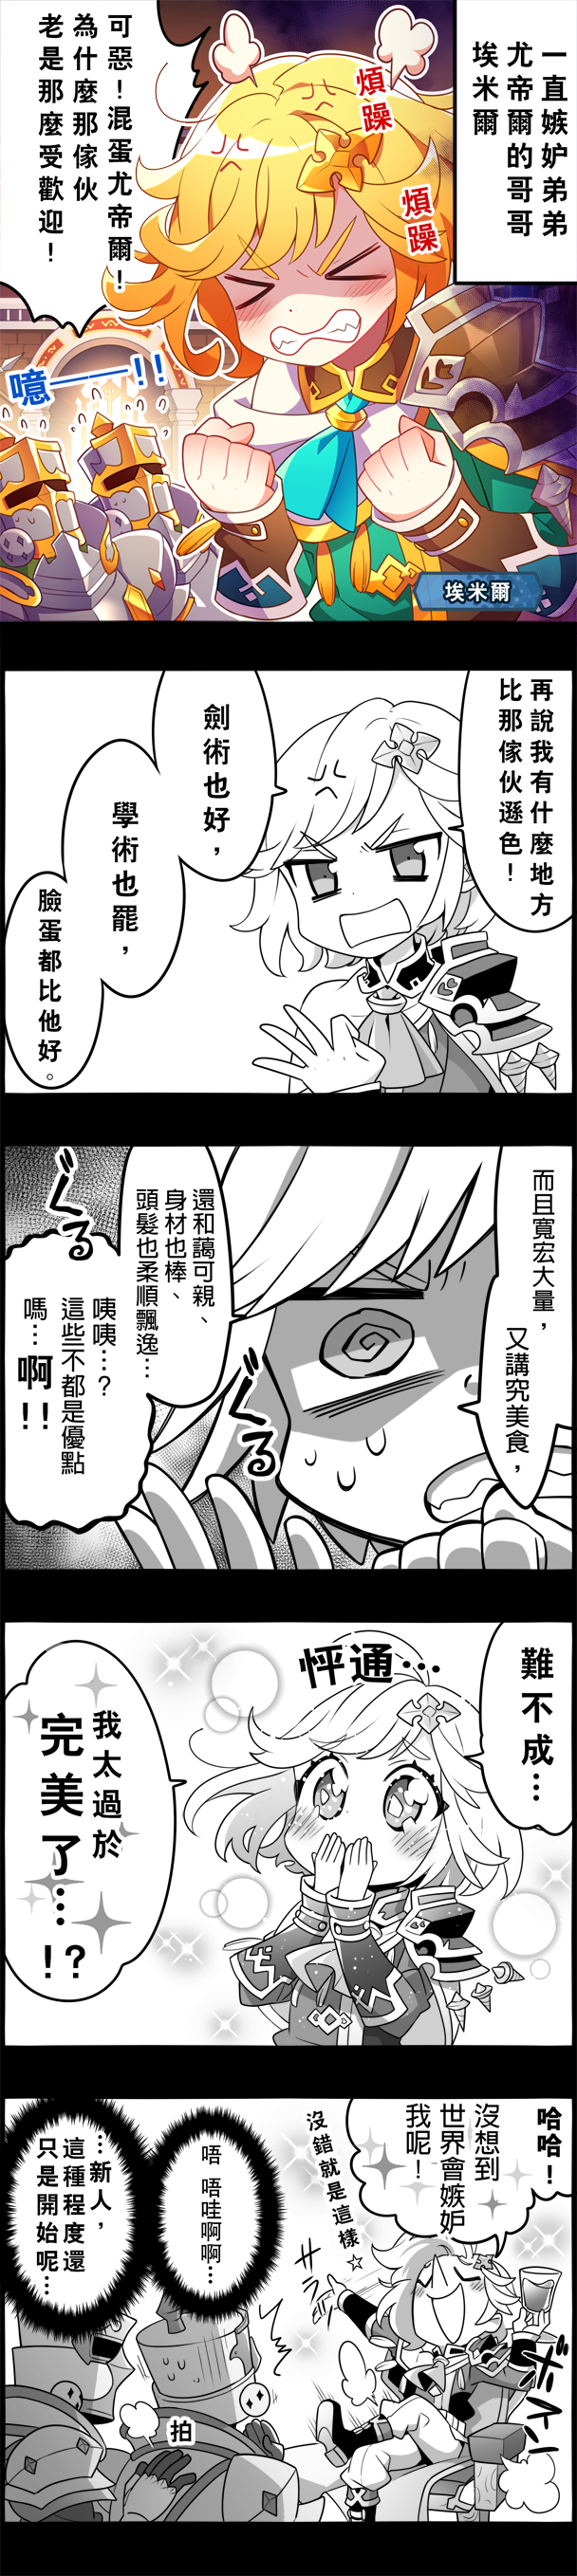 一直嫉妒弟弟
尤帝爾的哥哥
埃米爾
煩躁
煩躁
可惡！混蛋尤帝爾！
為什麼那傢伙
老是那麼受歡迎！
噫——!!
埃米爾
再說我有什麼地方
比那傢伙遜色！
劍術也好，
學術也罷，
臉蛋都比他好。
而且寬宏大量，
又講究美食，
還和藹可親、
身材也棒、
頭髮也柔順飄逸…
ぐる
ぐる
咦咦…？
這些不都是優點
嗎…啊!!
難不成…
怦通…
我太過於
完美了…!?
哈哈！
沒想到
世界會嫉妒
我呢！
沒錯就是這樣☆
ボイン
唔 唔哇啊啊…
…新人，
這種程度還
只是開始呢…
拍